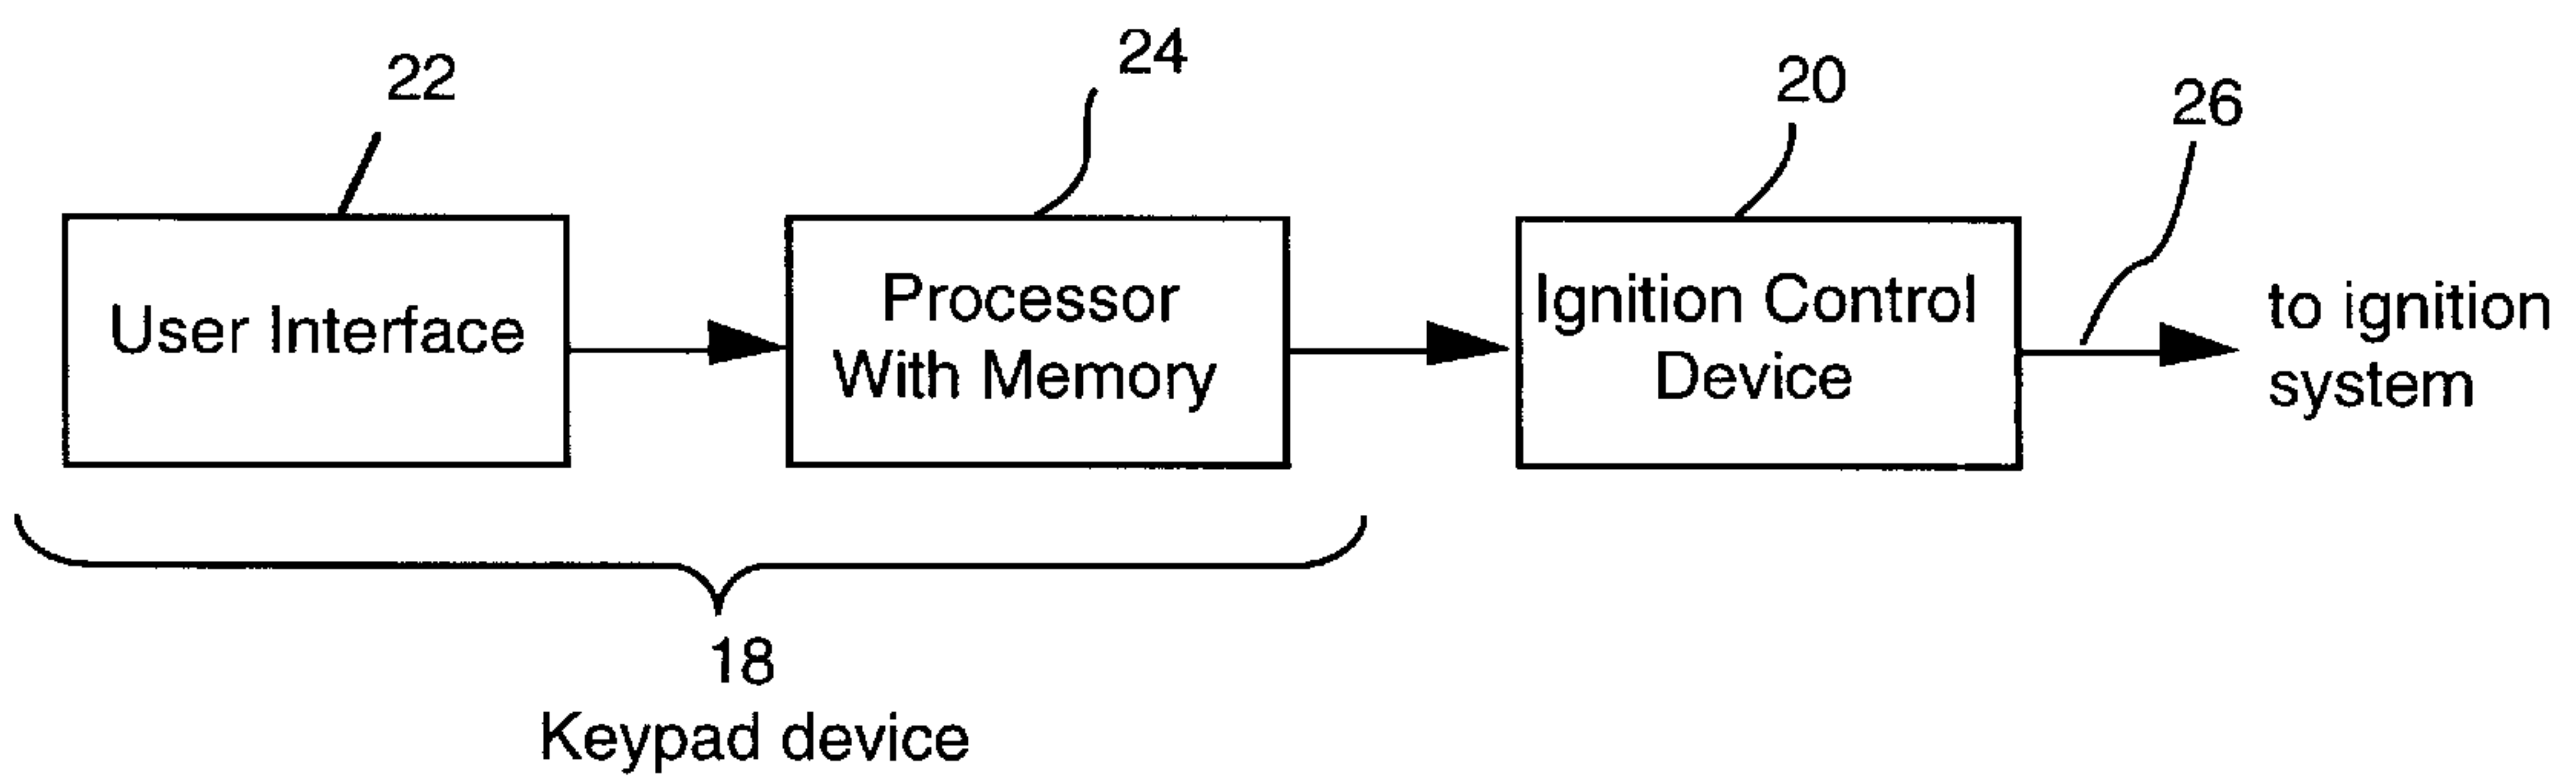 22
24
20
26
User Interface
Processor
With Memory
Ignition Control
Device
to ignition
system
18
Keypad device